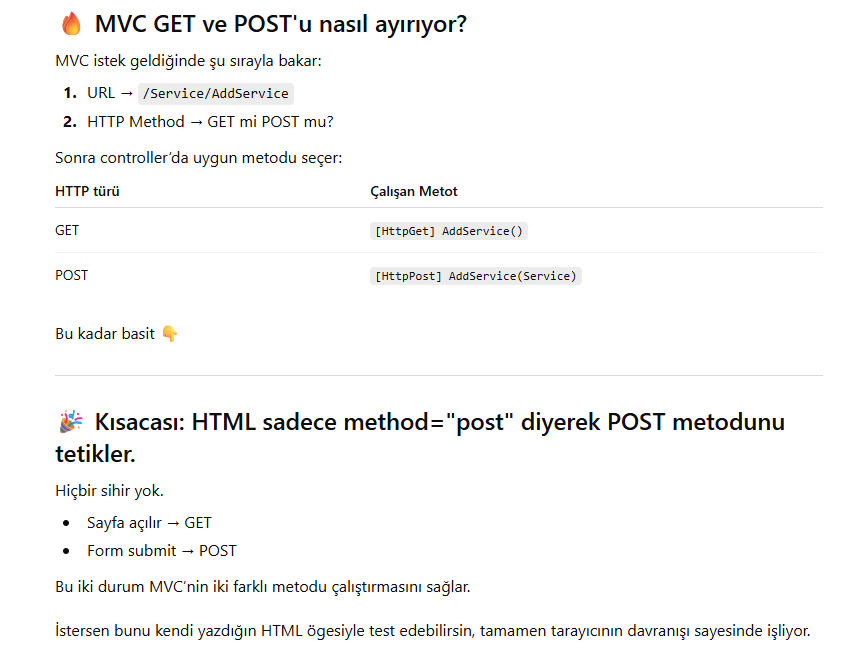 🔥 MVC GET ve POST'u nasıl ayırıyor?
MVC istek geldiğinde şu sırayla bakar:
1. URL → /Service/AddService
2. HTTP Method → GET mi POST mu?
Sonra controller'da uygun metodu seçer:
HTTP türü Çalışan Metot
GET [HttpGet] AddService()
POST [HttpPost] AddService(Service)
Bu kadar basit 👇
🎉 Kısacası: HTML sadece method="post" diyerek POST metodunu
tetikler.
Hiçbir sihir yok.
• Sayfa açılır → GET
• Form submit → POST
Bu iki durum MVC'nin iki farklı metodu çalıştırmasını sağlar.
İstersen bunu kendi yazdığın HTML ögesiyle test edebilirsin, tamamen tarayıcının davranışı sayesinde işliyor.